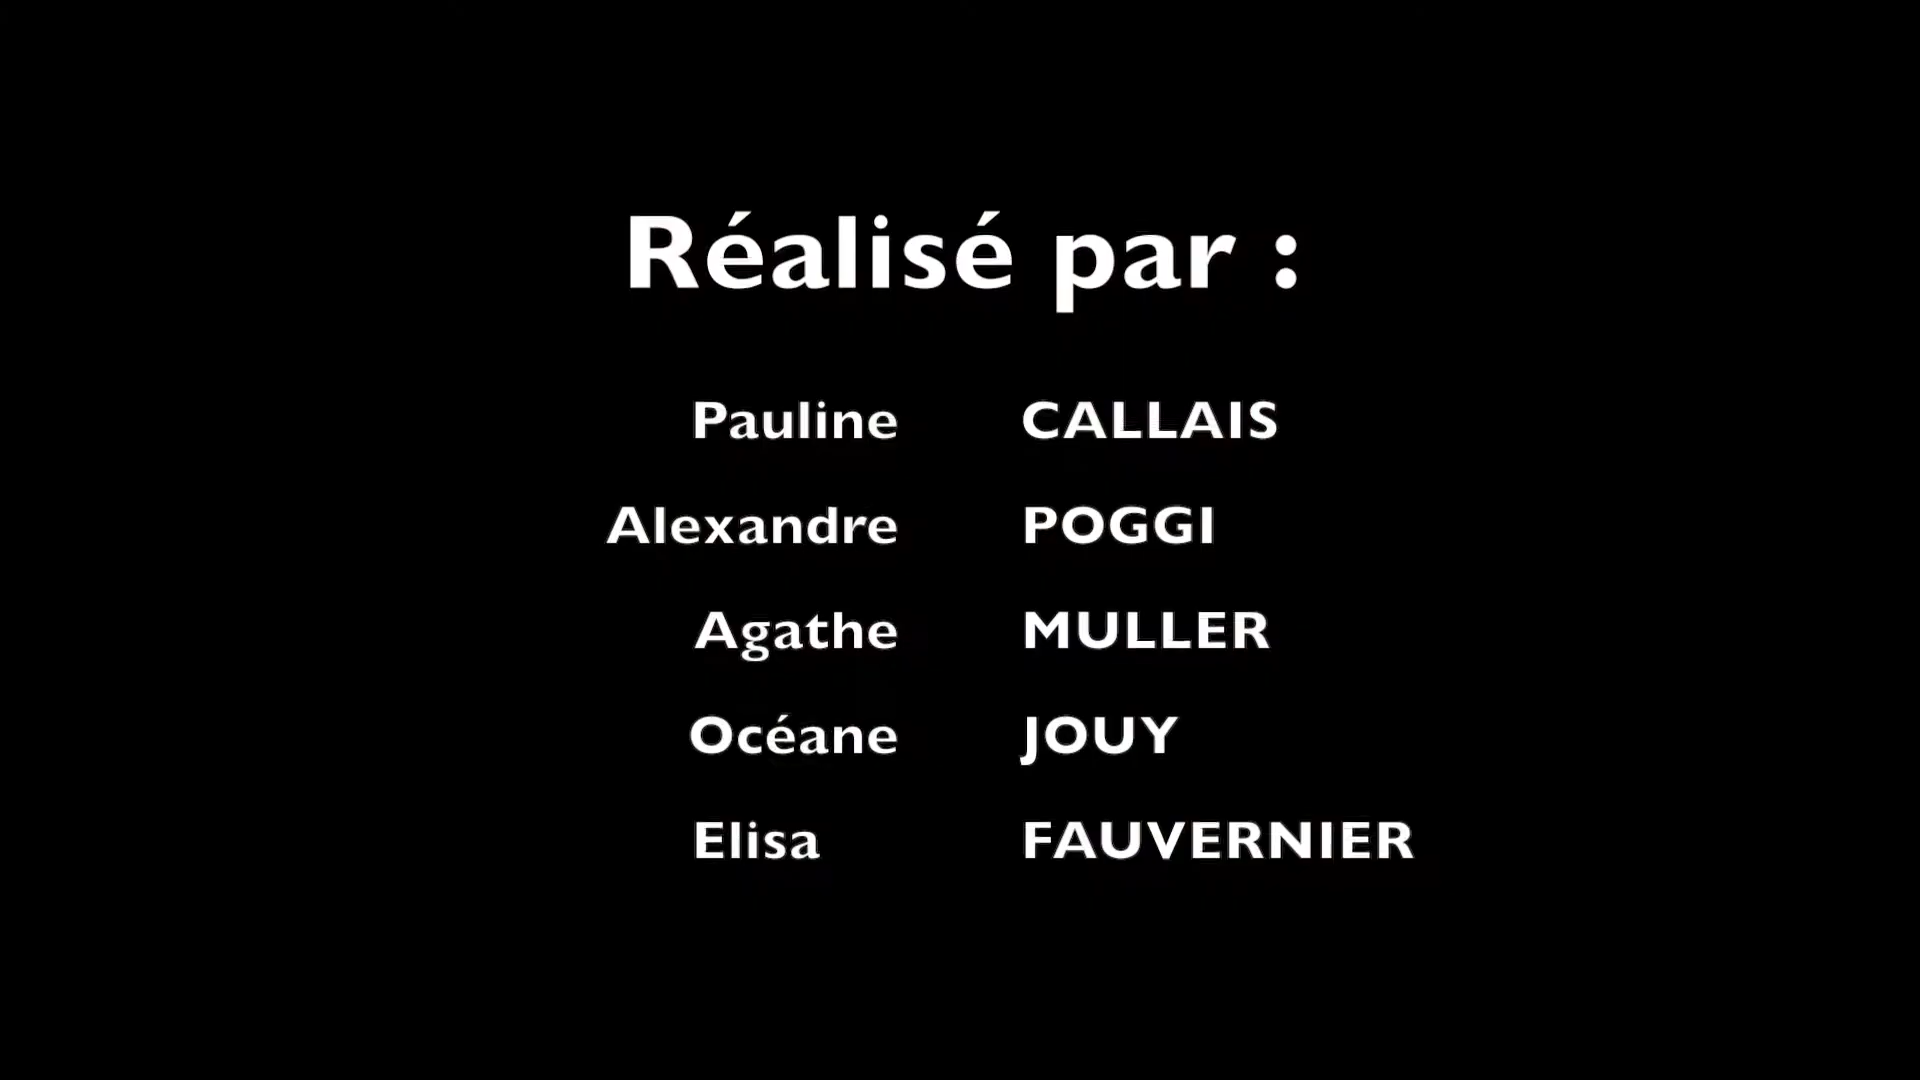 Réalisé par :
Pauline CALLAIS
Alexandre POGGI
Agathe MULLER
Océane JOUY
Elisa FAUVERNIER